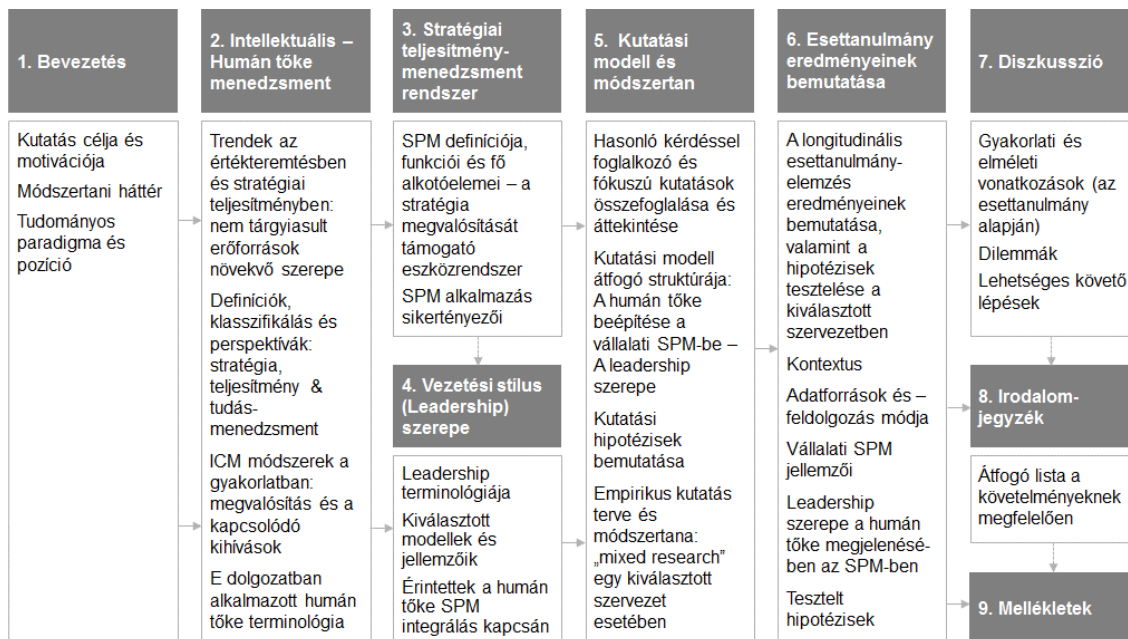 1. Bevezetés
Kutatás célja és
motivációja
Módszertani háttér
Tudományos
paradigma és
pozíció
2. Intellektuális –
Humán tőke
menedzsment
Trendek az
értékteremtésben
és stratégiai
teljesítményben:
nem tárgyiasult
erőforrások
növekvő szerepe
Definíciók,
klasszifikálás és
perspektívák:
stratégia,
teljesítmény &
tudás-
menedzsment
ICM módszerek a
gyakorlatban:
megvalósítás és a
kapcsolódó
kihívások
E dolgozatban
alkalmazott humán
tőke terminológia
3. Stratégiai
teljesítmény-
menedzsment
rendszer
SPM definíciója,
funkciói és fő
alkotóelemei – a
stratégia
megvalósítását
támogató
eszközrendszer
SPM alkalmazás
sikertényezői
4. Vezetési stílus
(Leadership)
szerepe
Leadership
terminológiája
Kiválasztott
modellek és
jellemzőik
Érintettek a humán
tőke SPM
integrálás kapcsán
5. Kutatási
modell és
módszertan
Hasonló kérdéssel
foglalkozó és
fókuszú kutatások
összefoglalása és
áttekintése
Kutatási modell
átfogó struktúrája:
A humán tőke
beépítése a
vállalati SPM-be –
A leadership
szerepe
Kutatási
hipotézisek
bemutatása
Empirikus kutatás
terve és
módszertana:
„mixed research”
egy kiválasztott
szervezet
esetében
6. Esettanulmány
eredményeinek
bemutatása
A longitudinális
esettanulmány-
elemzés
eredményeinek
bemutatása,
valamint a
hipotézisek
tesztelése a
kiválasztott
szervezetben
Kontextus
Adatforrások és –
feldolgozás módja
Vállalati SPM
jellemzői
Leadership
szerepe a humán
tőke megjelenésé-
ben az SPM-ben
Tesztelt
hipotézisek
7. Diszkusszió
Gyakorlati és
elméleti
vonatkozások (az
esettanulmány
alapján)
Dilemmák
Lehetséges követő
lépések
8. Irodalom-
jegyzék
Átfogó lista a
követelményeknek
megfelelően
9. Mellékletek